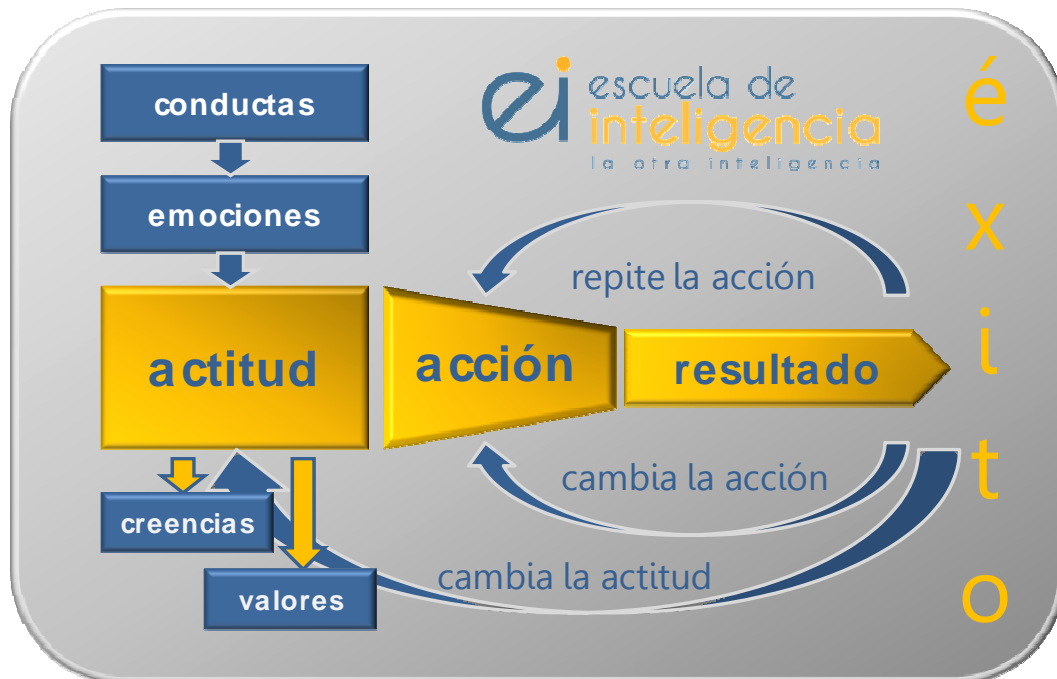 conductas
escuela de
inteligencia
la otra inteligencia
emociones
actitud
acción
resultado
repite la acción
cambia la acción
cambia la actitud
creencias
valores
é
x
i
t
o